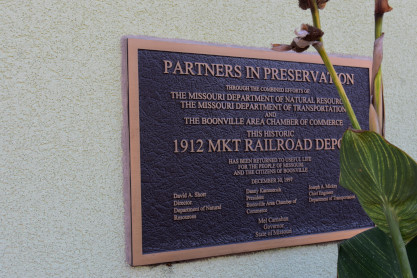 PARTNERS IN PRESERVATION
THROUGH THE COMBINED EFFORTS OF
THE MISSOURI DEPARTMENT OF NATURAL RESOURC
THE MISSOURI DEPARTMENT OF TRANSPORTATION
AND
THE BOONVILLE AREA CHAMBER OF COMMERCE
THIS HISTORIC
1912 MKT RAILROAD DEPO
HAS BEEN RETURNED TO USEFUL LIFE
FOR THE PEOPLE OF MISSOURI
AND THE CITIZENS OF BOONVILLE
DECEMBER 10, 1997
David A. Shorr
Director
Department of Natural
Resources
Danny
President
Boonville Area Chamber of
Commerce
Joseph A. Mickes
Chief Engineer
Department of Transportation
Mel Carnahan
Governor
State of Missouri